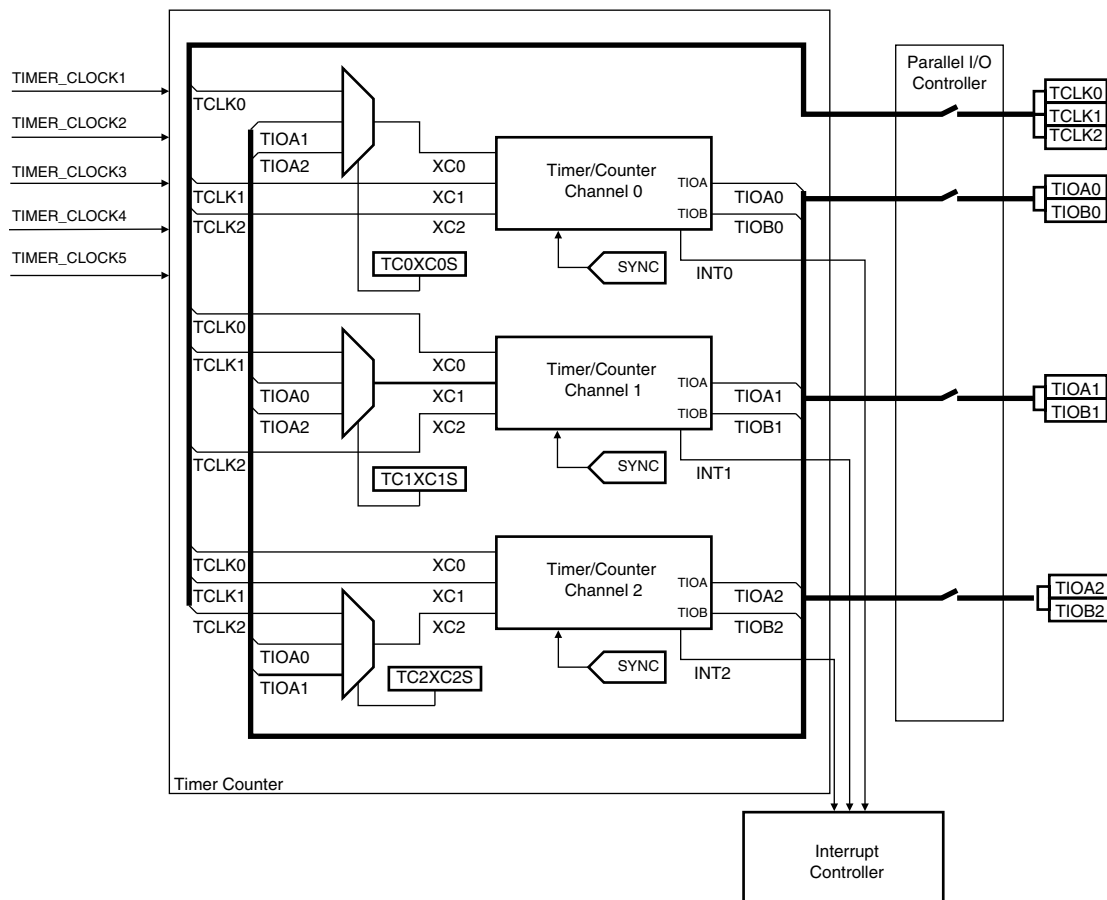 Parallel I/O
Controller
TIMER_CLOCK1
TIMER_CLOCK2
TIMER_CLOCK3
TIMER_CLOCK4
TIMER_CLOCK5
TCLK0
TIOA1
TIOA2
TCLK1
TCLK2
XC0
XC1
XC2
TC0XC0S
Timer/Counter
Channel 0
TIOA
TIOB
TIOA0
TIOB0
SYNC
INT0
TCLK0
TCLK1
TIOA0
TIOA2
TCLK2
XC0
XC1
XC2
TC1XC1S
Timer/Counter
Channel 1
TIOA
TIOB
TIOA1
TIOB1
SYNC
INT1
TCLK0
TCLK1
TCLK2
TIOA0
TIOA1
XC0
XC1
XC2
TC2XC2S
Timer/Counter
Channel 2
TIOA
TIOB
TIOA2
TIOB2
SYNC
INT2
TCLK0
TCLK1
TCLK2
TIOA0
TIOB0
TIOA1
TIOB1
TIOA2
TIOB2
Timer Counter
Interrupt
Controller